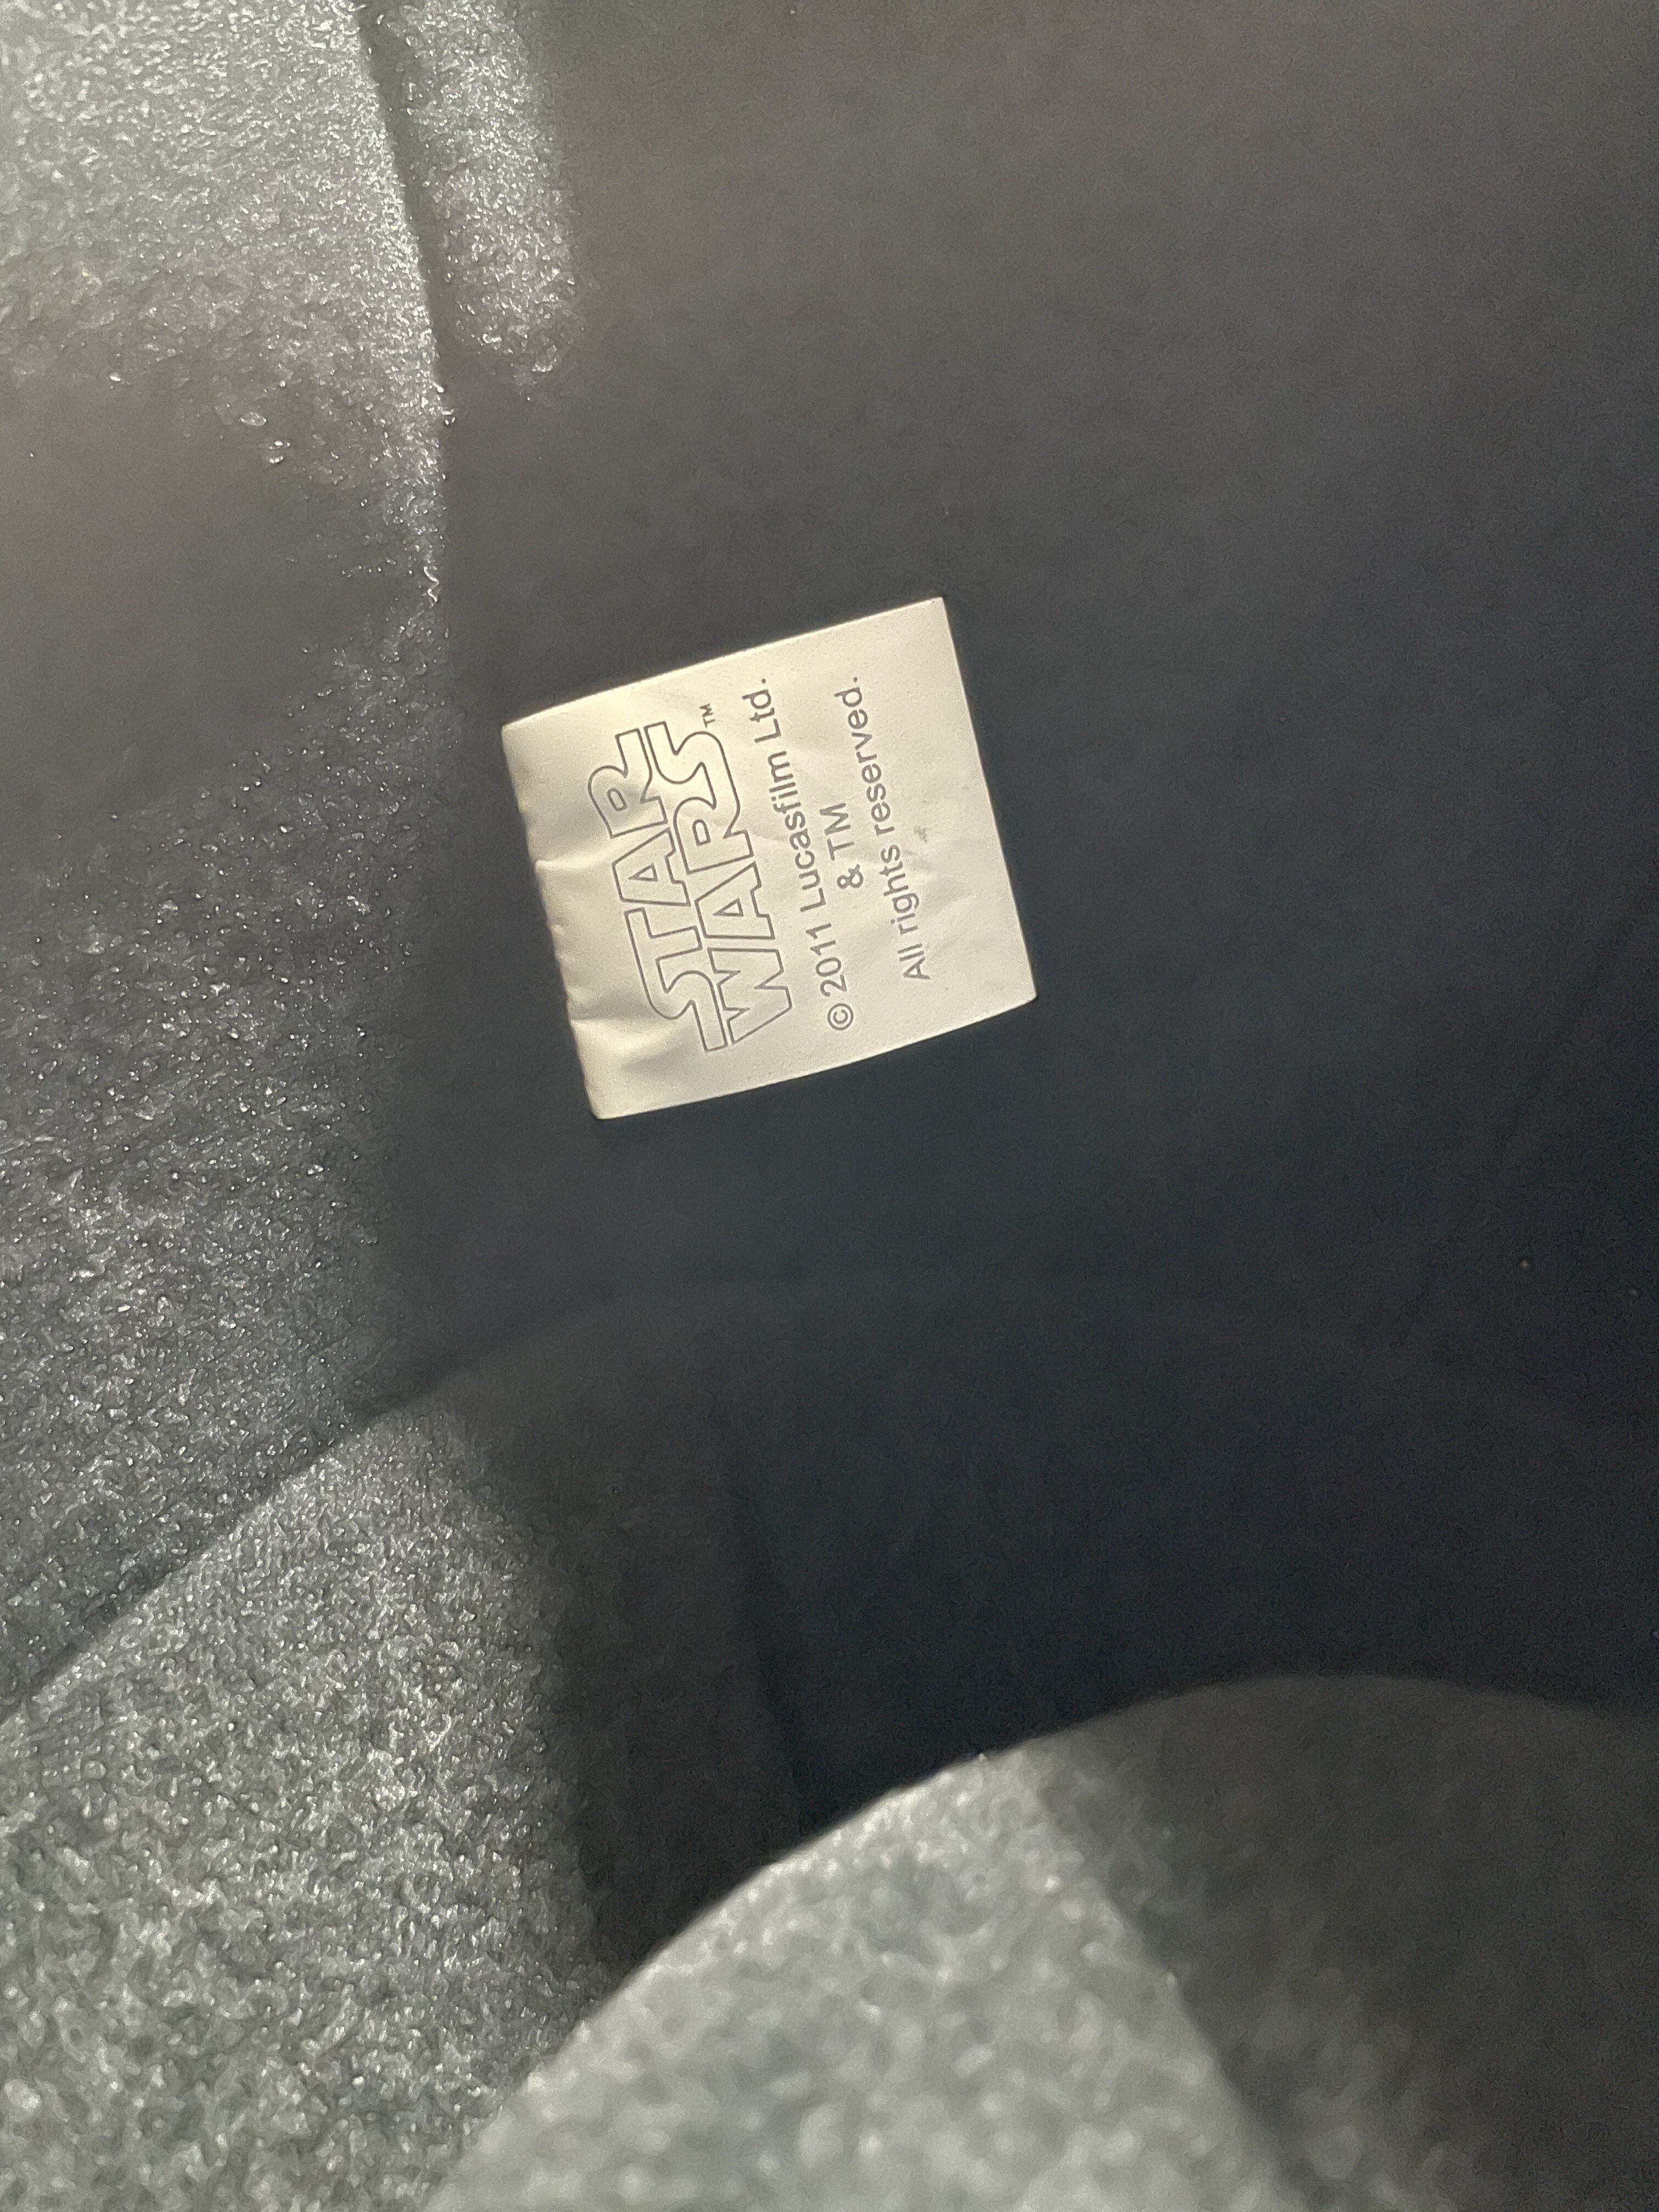 STAR
WARS™
© 2011 Lucasfilm Ltd.
& TM
All rights reserved.